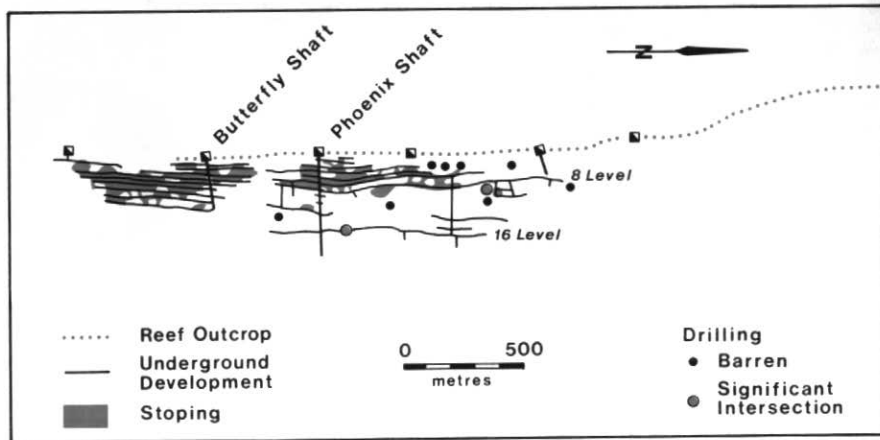 Butterfly Shaft
Phoenix Shaft
N
8 Level
16 Level
Reef Outcrop
Underground
Development
Stoping
0 500
metres
Drilling
Barren
Significant
Intersection